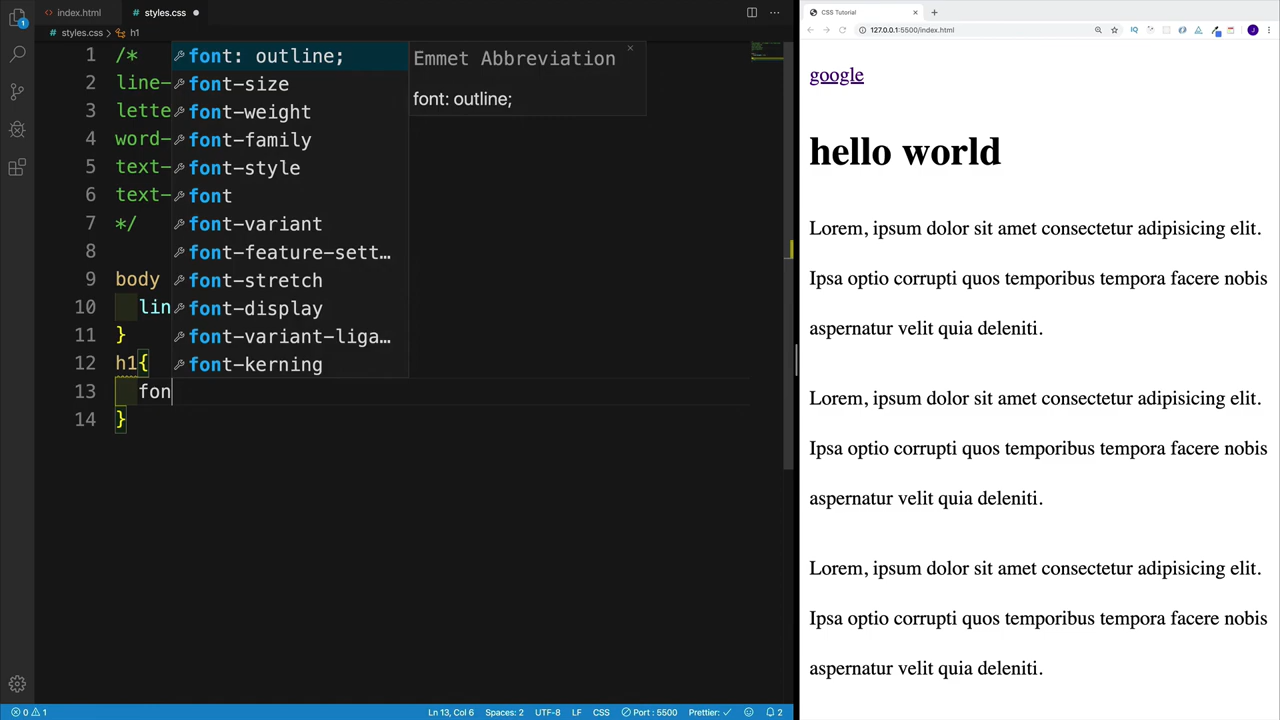 index.html
styles.css
styles.css
h1
1 /*
2 line-
3 lette
4 word-
5 text-
6 text-
7 */
8
9 body
10 lin
11 }
12 h1{
13 fon
14 }
font: outline;
font-size
font-weight
font-family
font-style
font
font-variant
font-feature-sett…
font-stretch
font-display
font-variant-liga…
font-kerning
Emmet Abbreviation
font: outline;
1
0 1
Ln 13, Col 6
Spaces: 2
UTF-8
LF
CSS
Port : 5500
Prettier: ✓
2
CSS Tutorial
127.0.0.1:5500/index.html
IQ
J
google
hello world
Lorem, ipsum dolor sit amet consectetur adipisicing elit.
Ipsa optio corrupti quos temporibus tempora facere nobis
aspernatur velit quia deleniti.
Lorem, ipsum dolor sit amet consectetur adipisicing elit.
Ipsa optio corrupti quos temporibus tempora facere nobis
aspernatur velit quia deleniti.
Lorem, ipsum dolor sit amet consectetur adipisicing elit.
Ipsa optio corrupti quos temporibus tempora facere nobis
aspernatur velit quia deleniti.